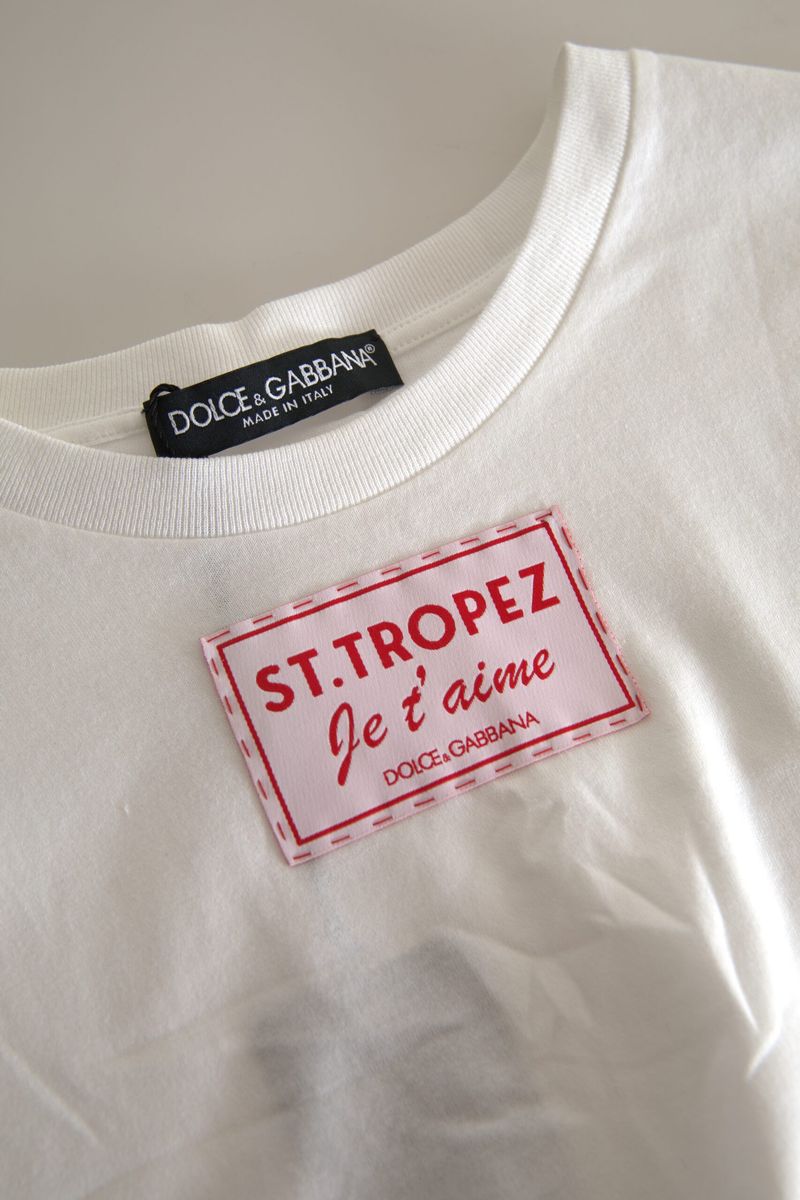 DOLCE & GABBANA®
MADE IN ITALY
ST.TROPEZ
Je t'aime
DOLCE & GABBANA